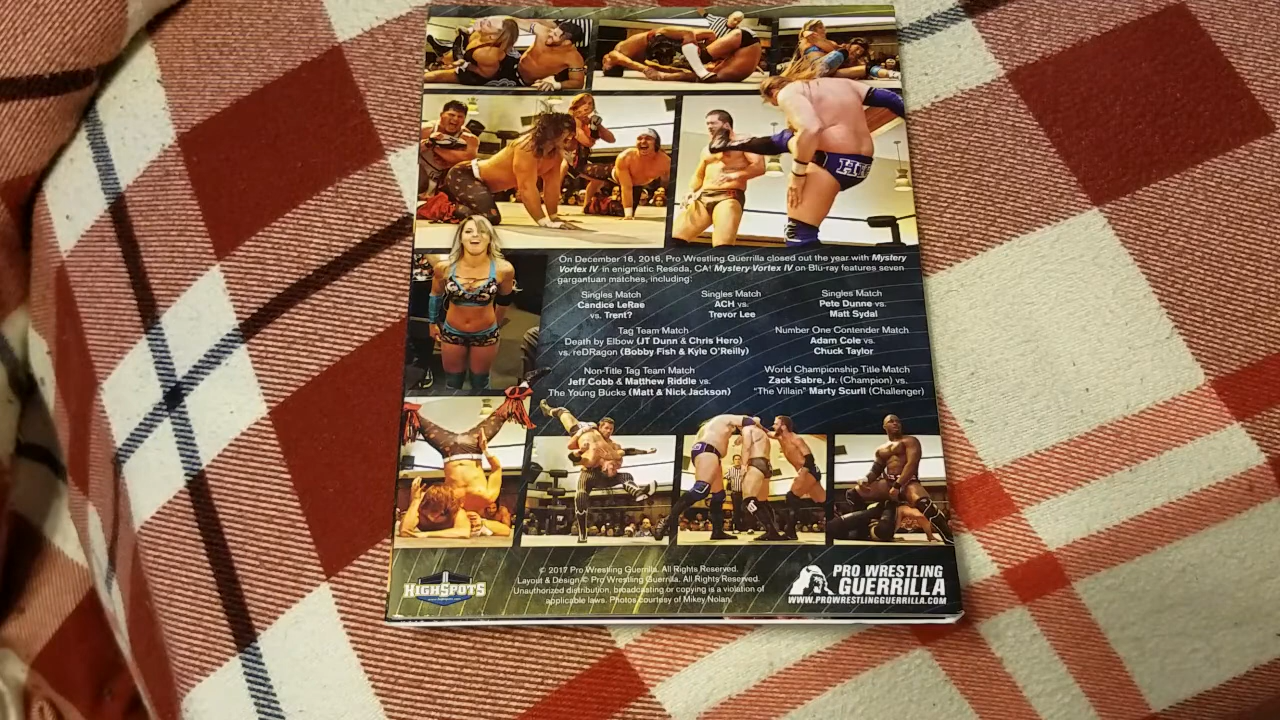 On December 16, 2016, Pro Wrestling Guerrilla closed out the year with Mystery
Vortex IV in enigmatic Reseda, CA! Mystery Vortex IV on Blu-ray features seven
gargantuan matches, including:
Singles Match
Candice LeRae
vs. Trent?
Singles Match
ACH vs.
Trevor Lee
Singles Match
Pete Dunne vs.
Matt Sydal
Tag Team Match
Death by Elbow (JT Dunn & Chris Hero)
vs. reDRagon (Bobby Fish & Kyle O'Reilly)
Number One Contender Match
Adam Cole vs.
Chuck Taylor
Non-Title Tag Team Match
Jeff Cobb & Matthew Riddle vs.
The Young Bucks (Matt & Nick Jackson)
World Championship Title Match
Zack Sabre, Jr. (Champion) vs.
"The Villain" Marty Scurll (Challenger)
HIGHSPOTS
© 2017 Pro Wrestling Guerrilla. All Rights Reserved.
Layout & Design © Pro Wrestling Guerrilla. All Rights Reserved.
Unauthorized distribution, broadcasting or copying is a violation of
applicable laws. Photos courtesy of Mikey Nolan.
PRO WRESTLING
GUERRILLA
WWW.PROWRESTLINGGUERRILLA.COM